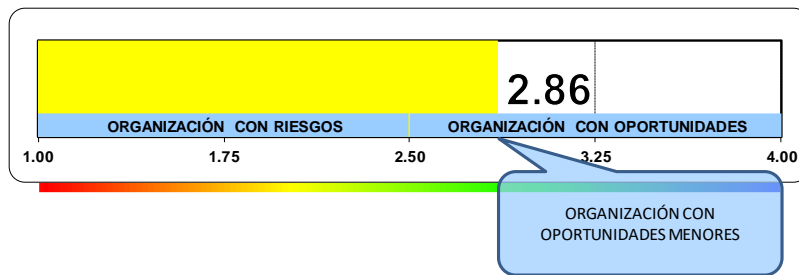 2.86
ORGANIZACIÓN CON RIESGOS ORGANIZACIÓN CON OPORTUNIDADES
1.00 1.75 2.50 3.25 4.00
ORGANIZACIÓN CON
OPORTUNIDADES MENORES